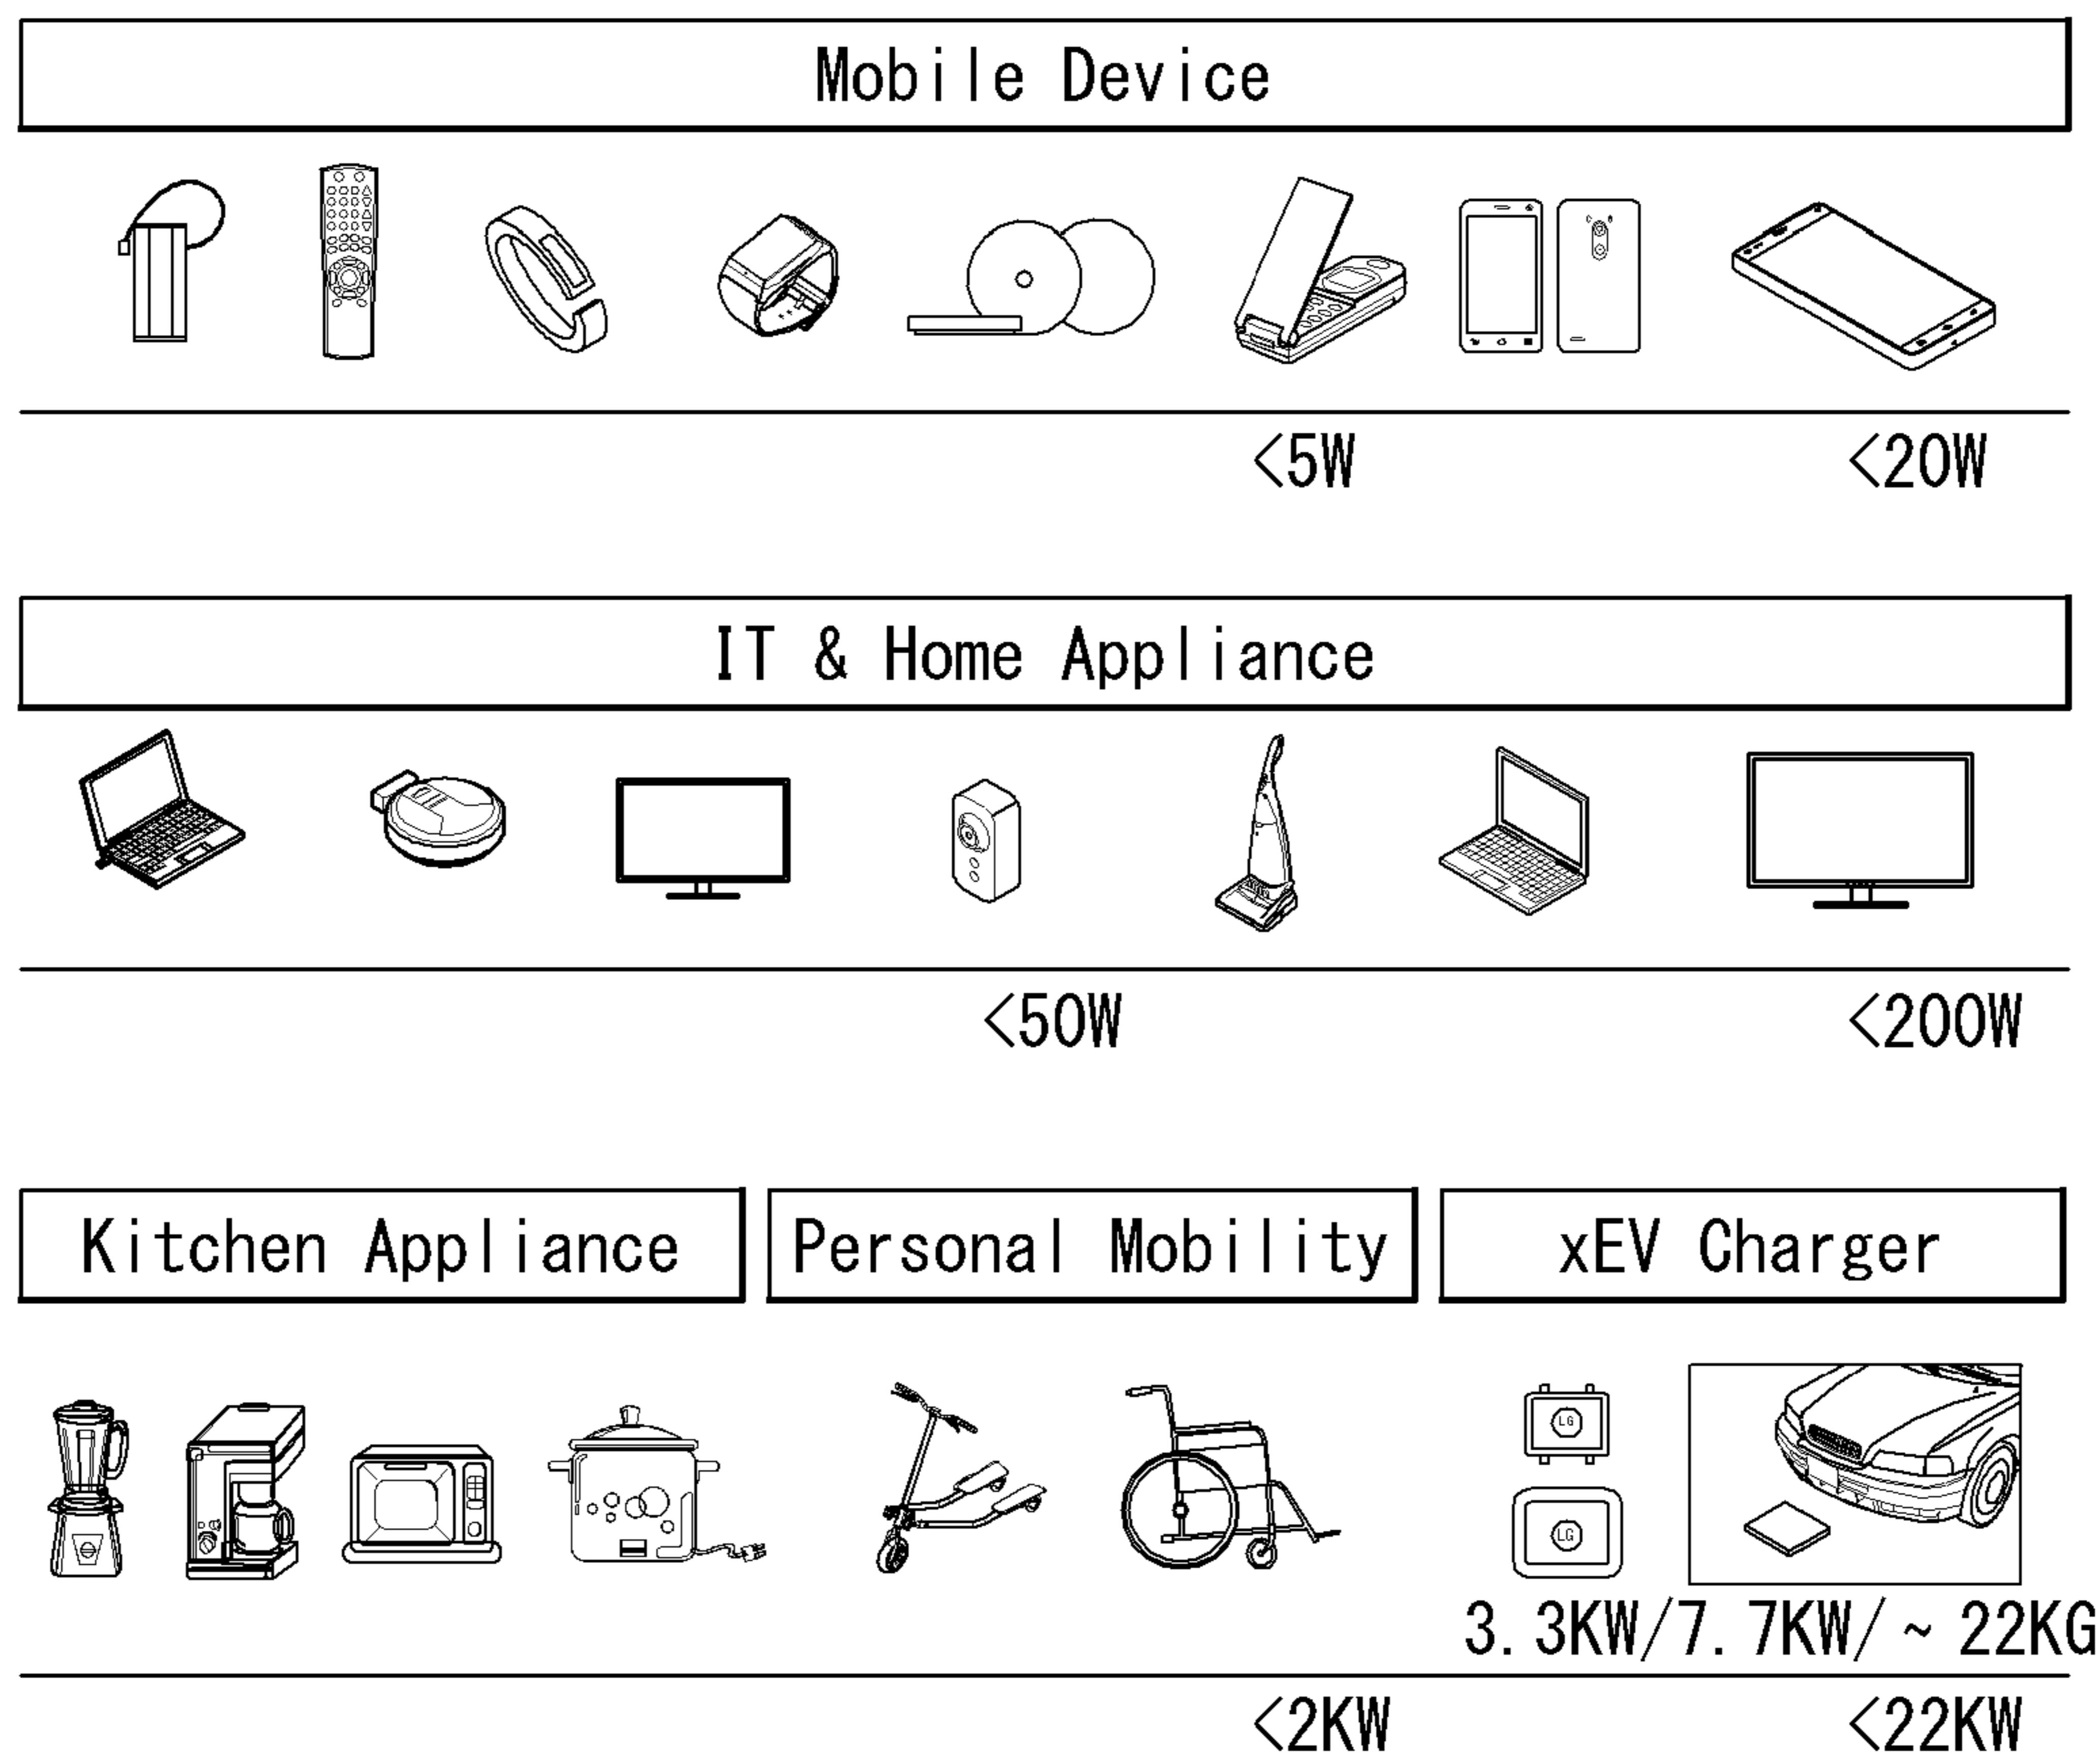 Mobile Device
<5W <20W
IT & Home Appliance
<50W <200W
Kitchen Appliance Personal Mobility xEV Charger
LG
LG
3.3KW/7.7KW/~22KG
<2KW <22KW